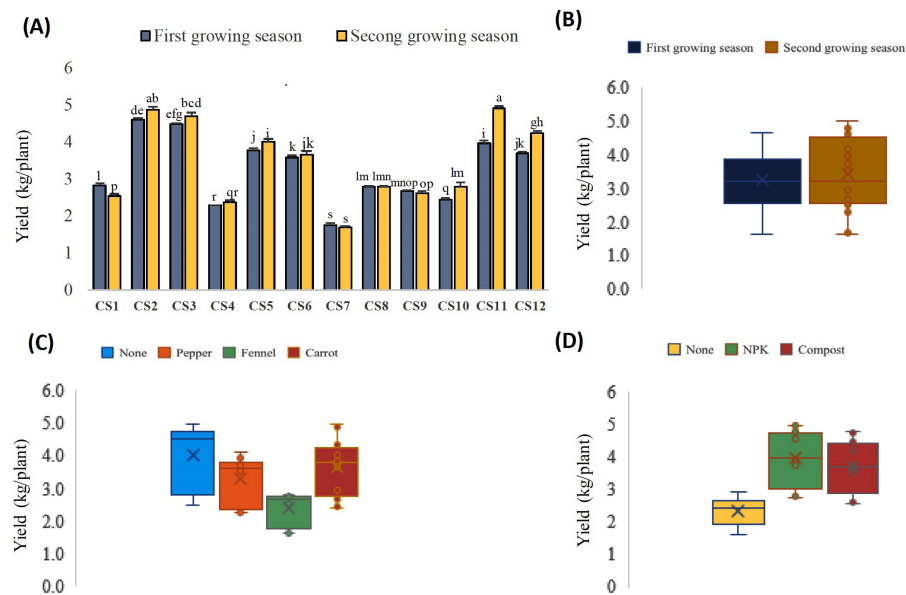 (A)
First growing season Secong growing season
Yield (kg/plant)
6
5
4
3
2
1
0
l p de ab efg bcd r qr j i k jk s s lm lmn mnop op q lm i a jk gh
CS1 CS2 CS3 CS4 CS5 CS6 CS7 CS8 CS9 CS10 CS11 CS12
(B)
First growing season Second growing season
Yield (kg/plant)
6.0
5.0
4.0
3.0
2.0
1.0
0.0
(C)
None Pepper Fennel Carrot
Yield (kg/plant)
6.0
5.0
4.0
3.0
2.0
1.0
0.0
(D)
None NPK Compost
Yield (kg/plant)
6
5
4
3
2
1
0